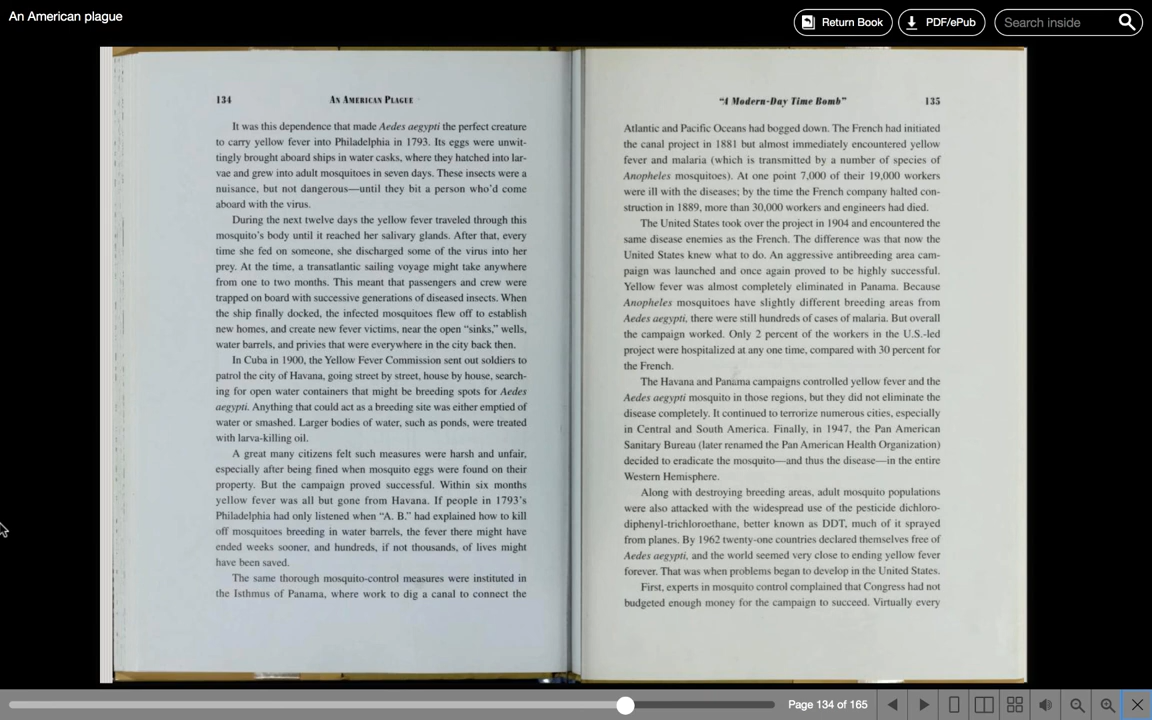 An American plague
Return Book
PDF/ePub
Search inside
134
AN AMERICAN PLAGUE
It was this dependence that made Aedes aegypti the perfect creature
to carry yellow fever into Philadelphia in 1793. Its eggs were unwit-
tingly brought aboard ships in water casks, where they hatched into lar-
vae and grew into adult mosquitoes in seven days. These insects were a
nuisance, but not dangerous—until they bit a person who'd come
aboard with the virus.
During the next twelve days the yellow fever traveled through this
mosquito's body until it reached her salivary glands. After that, every
time she fed on someone, she discharged some of the virus into her
prey. At the time, a transatlantic sailing voyage might take anywhere
from one to two months. This meant that passengers and crew were
trapped on board with successive generations of diseased insects. When
the ship finally docked, the infected mosquitoes flew off to establish
new homes, and create new fever victims, near the open “sinks,” wells,
water barrels, and privies that were everywhere in the city back then.
In Cuba in 1900, the Yellow Fever Commission sent out soldiers to
patrol the city of Havana, going street by street, house by house, search-
ing for open water containers that might be breeding spots for Aedes
aegypti. Anything that could act as a breeding site was either emptied of
water or smashed. Larger bodies of water, such as ponds, were treated
with larva-killing oil.
A great many citizens felt such measures were harsh and unfair,
especially after being fined when mosquito eggs were found on their
property. But the campaign proved successful. Within six months
yellow fever was all but gone from Havana. If people in 1793's
Philadelphia had only listened when “A. B.” had explained how to kill
off mosquitoes breeding in water barrels, the fever there might have
ended weeks sooner, and hundreds, if not thousands, of lives might
have been saved.
The same thorough mosquito-control measures were instituted in
the Isthmus of Panama, where work to dig a canal to connect the
“A Modern-Day Time Bomb”
135
Atlantic and Pacific Oceans had bogged down. The French had initiated
the canal project in 1881 but almost immediately encountered yellow
fever and malaria (which is transmitted by a number of species of
Anopheles mosquitoes). At one point 7,000 of their 19,000 workers
were ill with the diseases; by the time the French company halted con-
struction in 1889, more than 30,000 workers and engineers had died.
The United States took over the project in 1904 and encountered the
same disease enemies as the French. The difference was that now the
United States knew what to do. An aggressive antibreeding area cam-
paign was launched and once again proved to be highly successful.
Yellow fever was almost completely eliminated in Panama. Because
Anopheles mosquitoes have slightly different breeding areas from
Aedes aegypti, there were still hundreds of cases of malaria. But overall
the campaign worked. Only 2 percent of the workers in the U.S.-led
project were hospitalized at any one time, compared with 30 percent for
the French.
The Havana and Panama campaigns controlled yellow fever and the
Aedes aegypti mosquito in those regions, but they did not eliminate the
disease completely. It continued to terrorize numerous cities, especially
in Central and South America. Finally, in 1947, the Pan American
Sanitary Bureau (later renamed the Pan American Health Organization)
decided to eradicate the mosquito—and thus the disease—in the entire
Western Hemisphere.
Along with destroying breeding areas, adult mosquito populations
were also attacked with the widespread use of the pesticide dichloro-
diphenyl-trichloroethane, better known as DDT, much of it sprayed
from planes. By 1962 twenty-one countries declared themselves free of
Aedes aegypti, and the world seemed very close to ending yellow fever
forever. That was when problems began to develop in the United States.
First, experts in mosquito control complained that Congress had not
budgeted enough money for the campaign to succeed. Virtually every
Page 134 of 165